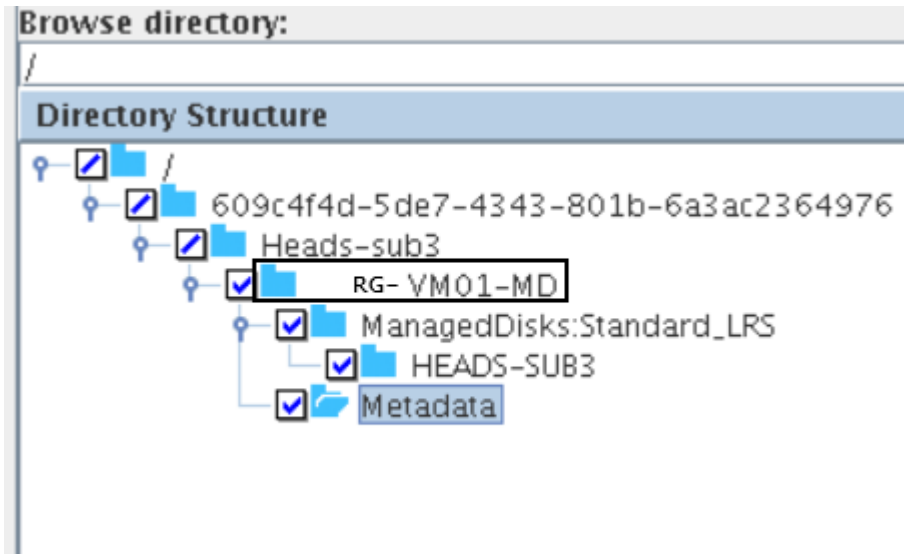 Browse directory:
/
Directory Structure
/
609c4f4d-5de7-4343-801b-6a3ac2364976
Heads-sub3
RG- VM01-MD
ManagedDisks:Standard_LRS
HEADS-SUB3
Metadata